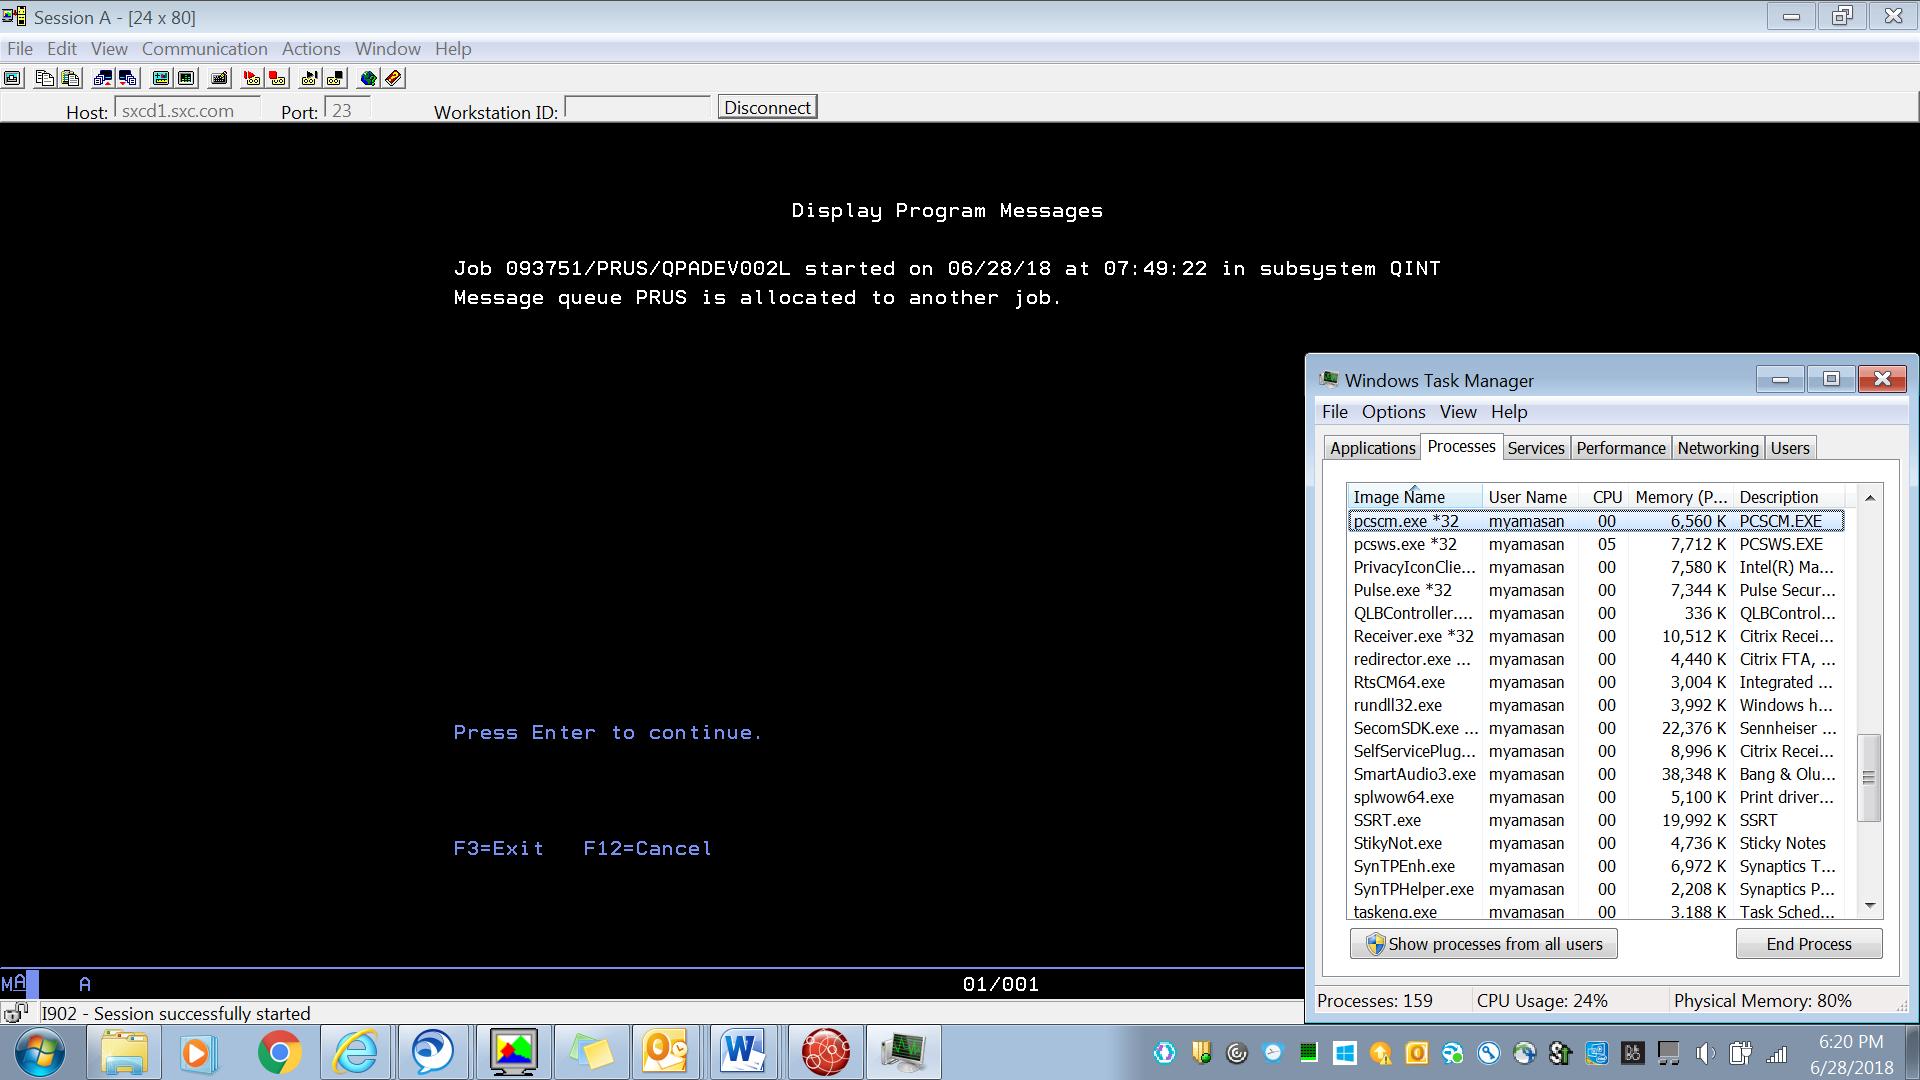 Session A - [24 x 80]
File Edit View Communication Actions Window Help
Host: sxcd1.sxc.com Port: 23 Workstation ID: Disconnect
Display Program Messages
Job 093751/PRUS/QPADEV002L started on 06/28/18 at 07:49:22 in subsystem QINT
Message queue PRUS is allocated to another job.
Press Enter to continue.
F3=Exit F12=Cancel
MA A 01/001
I902 - Session successfully started
Windows Task Manager
File Options View Help
Applications Processes Services Performance Networking Users
Image Name User Name CPU Memory (P... Description
pcscm.exe *32 myamasan 00 6,560 K PCSCM.EXE
pcsws.exe *32 myamasan 05 7,712 K PCSWS.EXE
PrivacyIconClie... myamasan 00 7,580 K Intel(R) Ma...
Pulse.exe *32 myamasan 00 7,344 K Pulse Secur...
QLBController.... myamasan 00 336 K QLBControl...
Receiver.exe *32 myamasan 00 10,512 K Citrix Recei...
redirector.exe ... myamasan 00 4,440 K Citrix FTA, ...
RtsCM64.exe myamasan 00 3,004 K Integrated ...
rundll32.exe myamasan 00 3,992 K Windows h...
SecomSDK.exe ... myamasan 00 22,376 K Sennheiser ...
SelfServicePlug... myamasan 00 8,996 K Citrix Recei...
SmartAudio3.exe myamasan 00 38,348 K Bang & Olu...
splwow64.exe myamasan 00 5,100 K Print driver...
SSRT.exe myamasan 00 19,992 K SSRT
StikyNot.exe myamasan 00 4,736 K Sticky Notes
SynTPEnh.exe myamasan 00 6,972 K Synaptics T...
SynTPHelper.exe myamasan 00 2,208 K Synaptics P...
taskeng.exe myamasan 00 3,188 K Task Sched...
Show processes from all users End Process
Processes: 159 CPU Usage: 24% Physical Memory: 80%
6:20 PM
6/28/2018